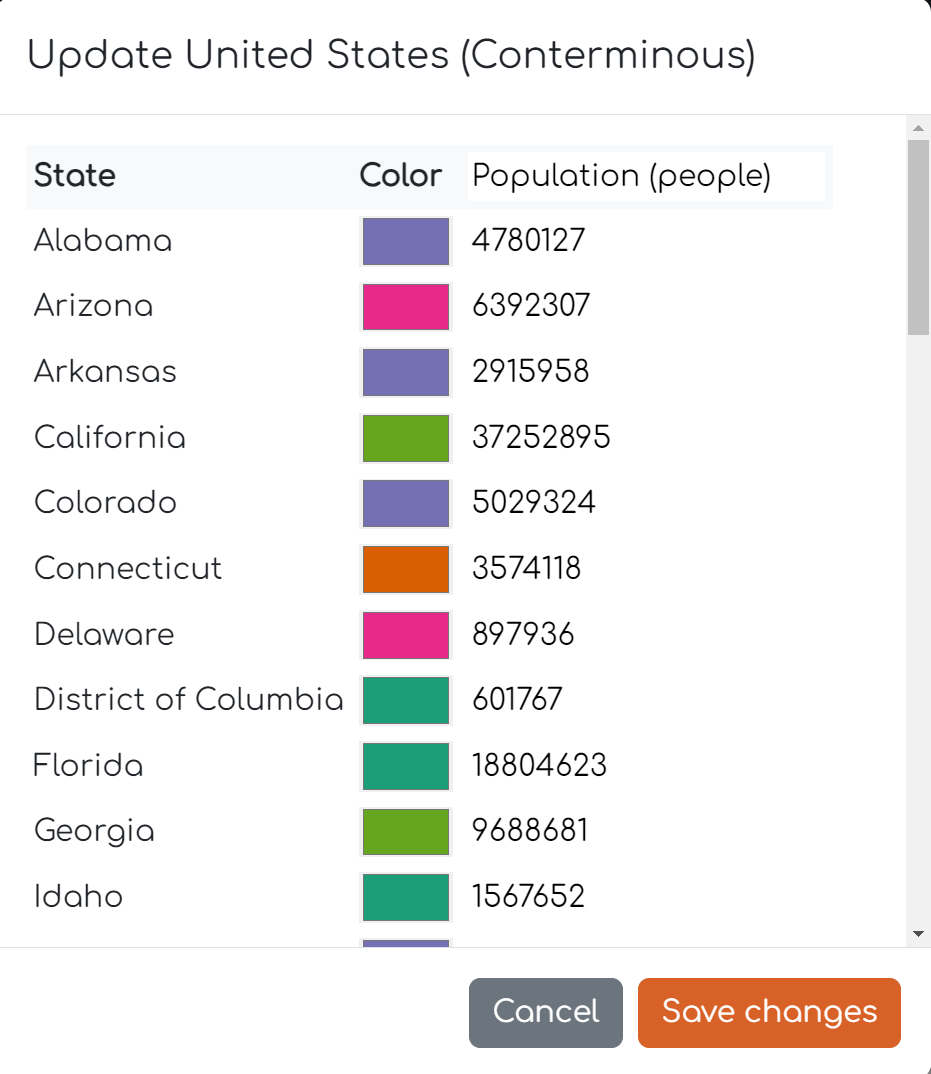 Update United States (Conterminous)
State Color Population (people)
Alabama 4780127
Arizona 6392307
Arkansas 2915958
California 37252895
Colorado 5029324
Connecticut 3574118
Delaware 897936
District of Columbia 601767
Florida 18804623
Georgia 9688681
Idaho 1567652
Cancel Save changes